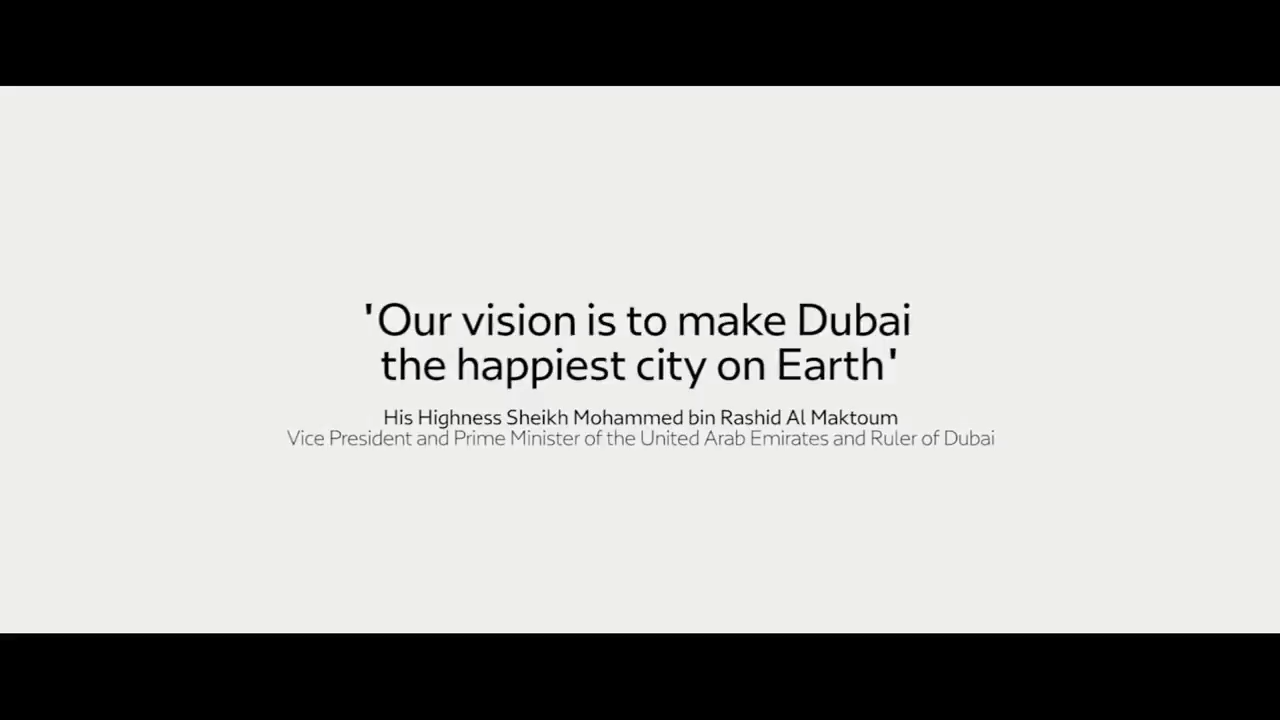 'Our vision is to make Dubai
the happiest city on Earth'
His Highness Sheikh Mohammed bin Rashid Al Maktoum
Vice President and Prime Minister of the United Arab Emirates and Ruler of Dubai